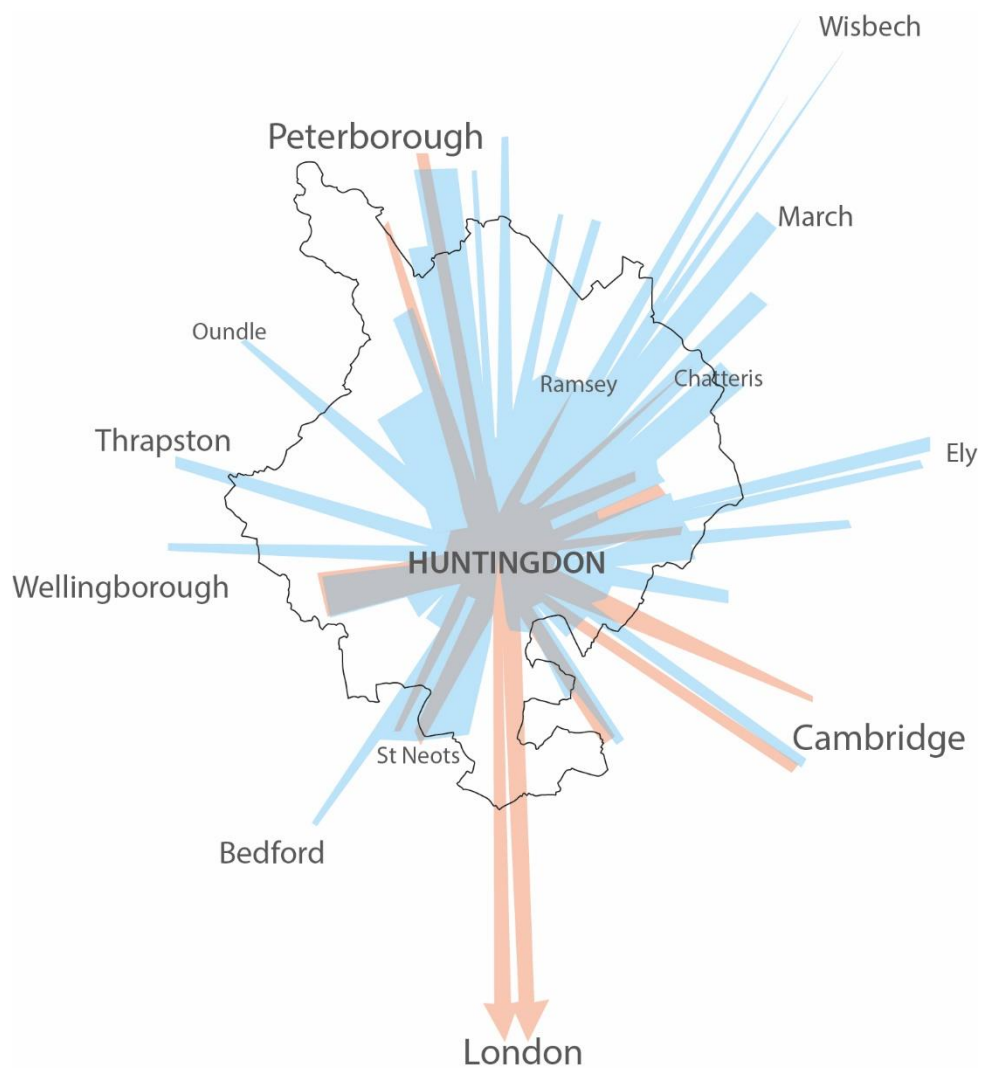 Wisbech
Peterborough
March
Oundle
Ramsey
Chatteris
Thrapston
Ely
HUNTINGDON
Wellingborough
Cambridge
St Neots
Bedford
London